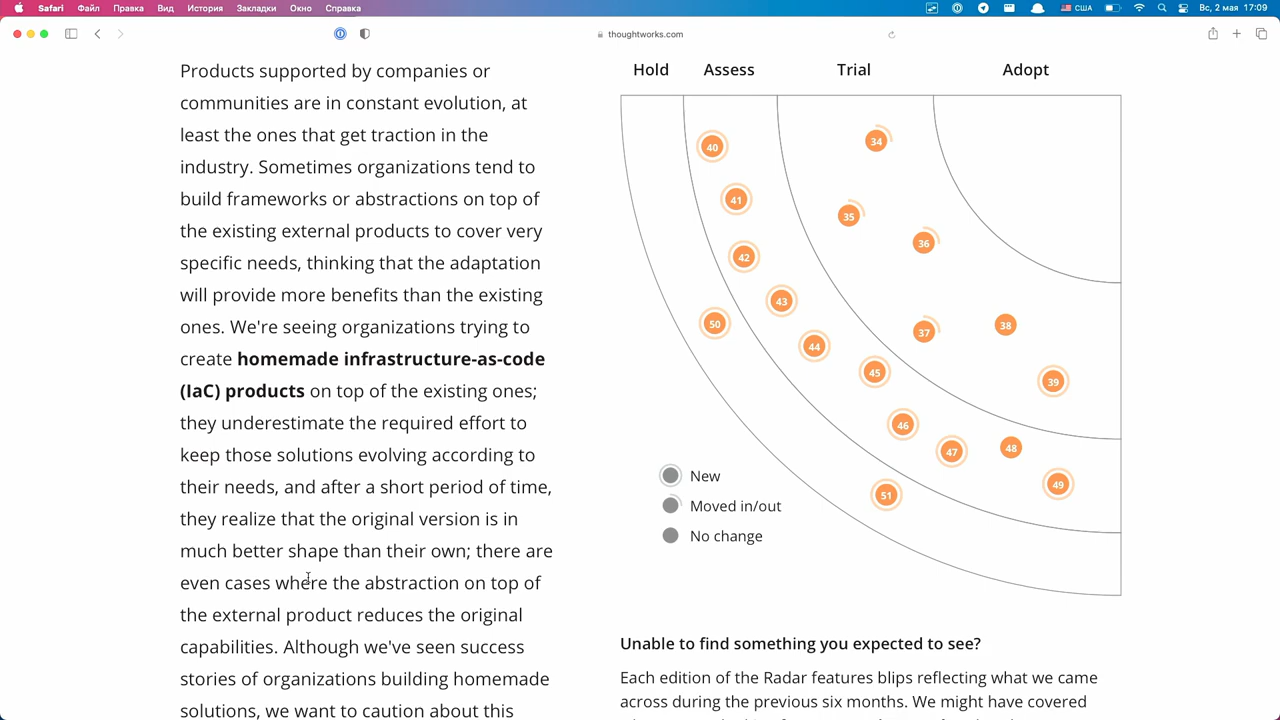 Safari Файл Правка Вид История Закладки Окно Справка США Вс, 2 мая 17:09
thoughtworks.com
Products supported by companies or
communities are in constant evolution, at
least the ones that get traction in the
industry. Sometimes organizations tend to
build frameworks or abstractions on top of
the existing external products to cover very
specific needs, thinking that the adaptation
will provide more benefits than the existing
ones. We're seeing organizations trying to
create homemade infrastructure-as-code
(IaC) products on top of the existing ones;
they underestimate the required effort to
keep those solutions evolving according to
their needs, and after a short period of time,
they realize that the original version is in
much better shape than their own; there are
even cases where the abstraction on top of
the external product reduces the original
capabilities. Although we've seen success
stories of organizations building homemade
solutions, we want to caution about this
Hold Assess Trial Adopt
34
40
41
35
36
42
43
50
38
37
44
45
39
46
48
47
49
51
New
Moved in/out
No change
Unable to find something you expected to see?
Each edition of the Radar features blips reflecting what we came
across during the previous six months. We might have covered